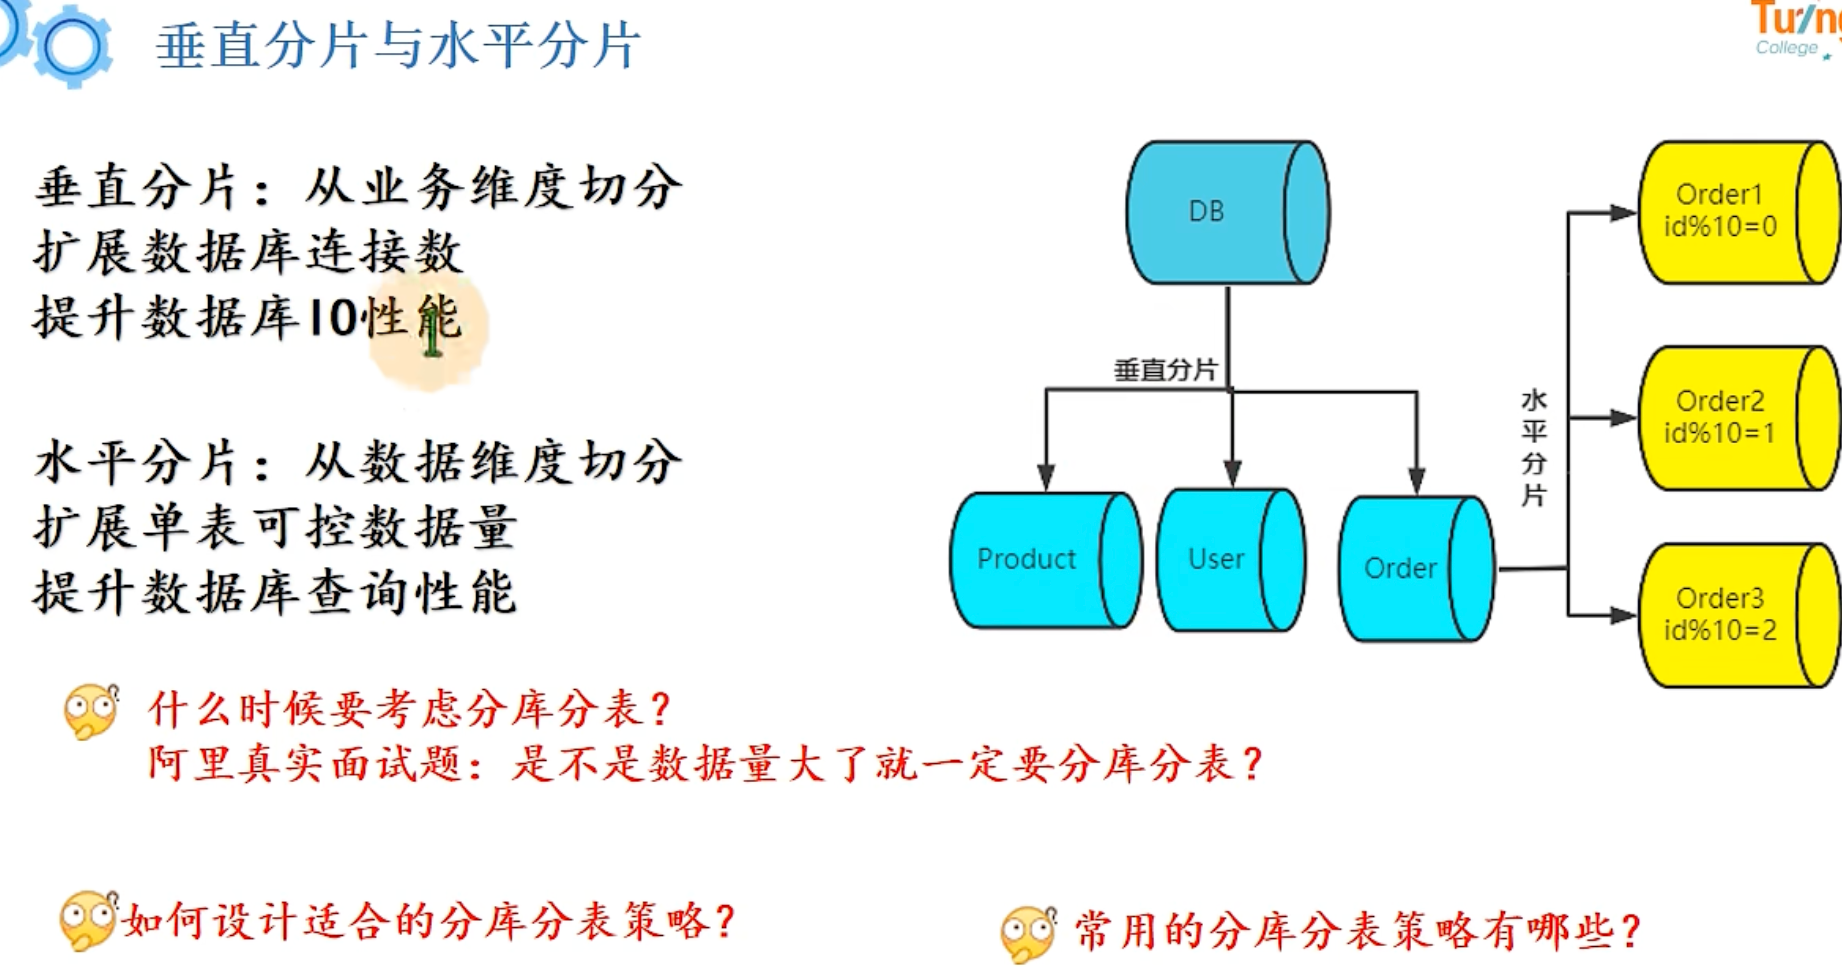 垂直分片与水平分片
Tu
College
垂直分片：从业务维度切分
扩展数据库连接数
提升数据库IO性能
水平分片：从数据维度切分
扩展单表可控数据量
提升数据库查询性能
DB
垂直分片
Product
User
Order
水平分片
Order1
id%10=0
Order2
id%10=1
Order3
id%10=2
什么时候要考虑分库分表？
阿里真实面试题：是不是数据量大了就一定要分库分表？
如何设计适合的分库分表策略？
常用的分库分表策略有哪些？